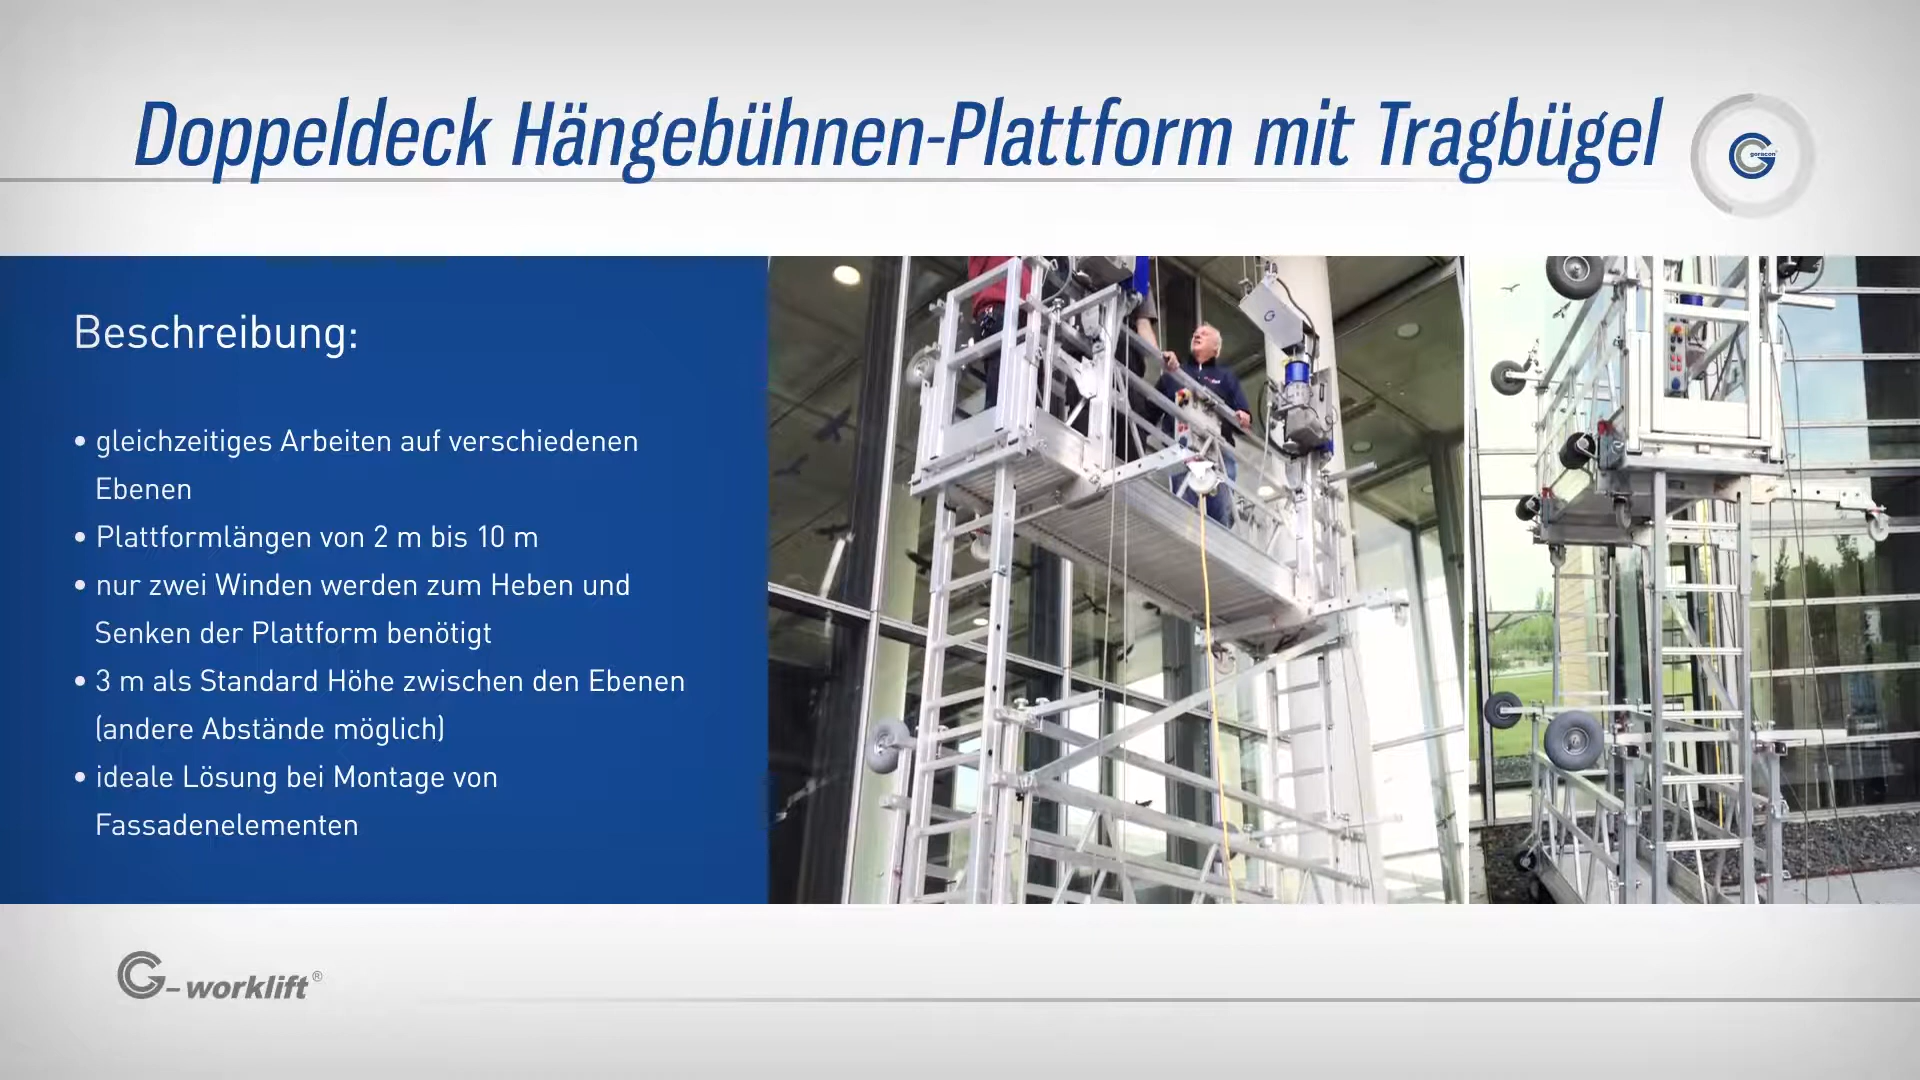 Doppeldeck Hängebühnen-Plattform mit Tragbügel
goracon
Beschreibung:
• gleichzeitiges Arbeiten auf verschiedenen
Ebenen
• Plattformlängen von 2 m bis 10 m
• nur zwei Winden werden zum Heben und
Senken der Plattform benötigt
• 3 m als Standard Höhe zwischen den Ebenen
(andere Abstände möglich)
• ideale Lösung bei Montage von
Fassadenelementen
G-worklift®